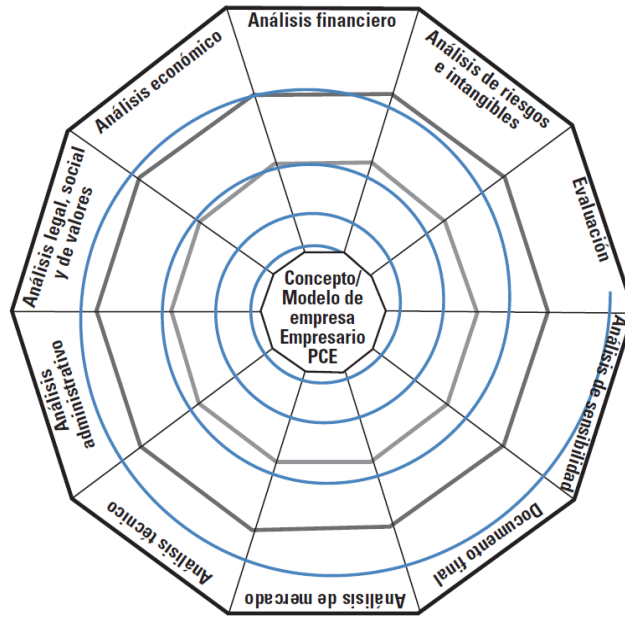 Análisis financiero
Análisis de riesgos
e intangibles
Evaluación
Análisis de sensibilidad
Documento final
Análisis de mercado
Análisis técnico
Análisis
administrativo
Análisis legal, social
y de valores
Análisis económico
Concepto/
Modelo de
empresa
Empresario
PCE